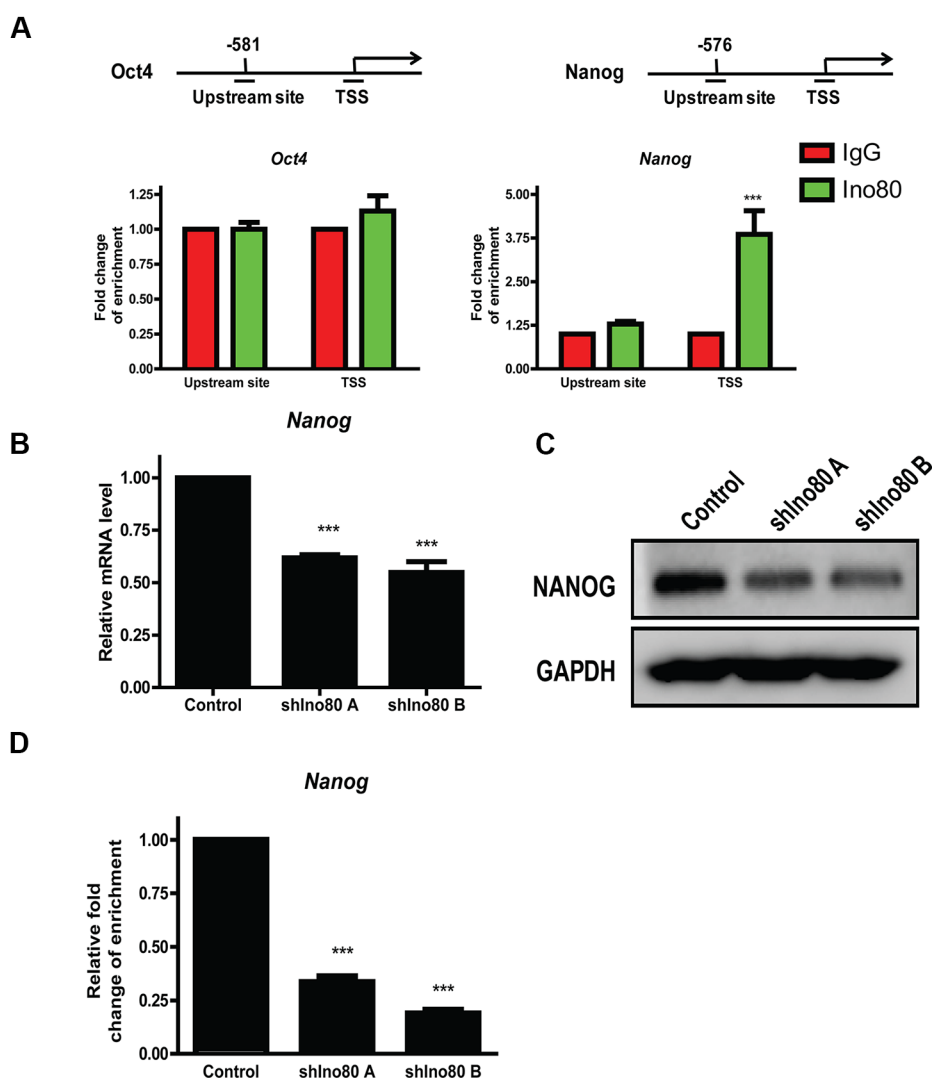 A
-581
Oct4
Upstream site
TSS
-576
Nanog
Upstream site
TSS
IgG
Ino80
Oct4
Fold change
of enrichment
1.25
1.00
0.75
0.50
0.25
0.00
Upstream site
TSS
Nanog
Fold change
of enrichment
5.00
3.75
2.50
1.25
0.00
***
Upstream site
TSS
B
Nanog
Relative mRNA level
1.00
0.75
0.50
0.25
0.00
***
***
Control
shIno80 A
shIno80 B
C
Control
shIno80 A
shIno80 B
NANOG
GAPDH
D
Nanog
Relative fold
change of enrichment
1.00
0.75
0.50
0.25
0.00
***
***
Control
shIno80 A
shIno80 B